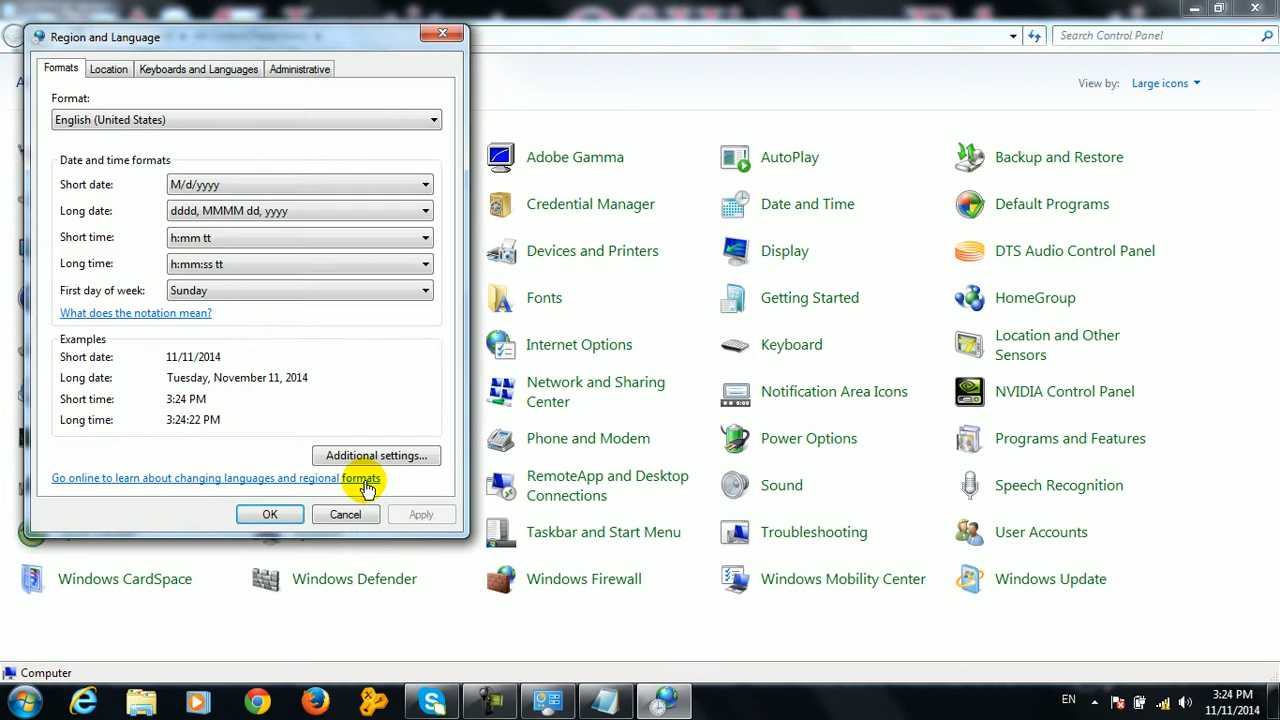 Region and Language
Search Control Panel
Formats
Location
Keyboards and Languages
Administrative
View by:
Large icons
Format:
English (United States)
Date and time formats
Short date:
M/d/yyyy
Long date:
dddd, MMMM dd, yyyy
Short time:
h:mm tt
Long time:
h:mm:ss tt
First day of week:
Sunday
What does the notation mean?
Examples
Short date:
11/11/2014
Long date:
Tuesday, November 11, 2014
Short time:
3:24 PM
Long time:
3:24:22 PM
Additional settings...
Go online to learn about changing languages and regional formats
OK
Cancel
Apply
Adobe Gamma
AutoPlay
Backup and Restore
Credential Manager
Date and Time
Default Programs
Devices and Printers
Display
DTS Audio Control Panel
Fonts
Getting Started
HomeGroup
Internet Options
Keyboard
Location and Other
Sensors
Network and Sharing
Center
Notification Area Icons
NVIDIA Control Panel
Phone and Modem
Power Options
Programs and Features
RemoteApp and Desktop
Connections
Sound
Speech Recognition
Taskbar and Start Menu
Troubleshooting
User Accounts
Windows CardSpace
Windows Defender
Windows Firewall
Windows Mobility Center
Windows Update
Computer
EN
3:24 PM
11/11/2014